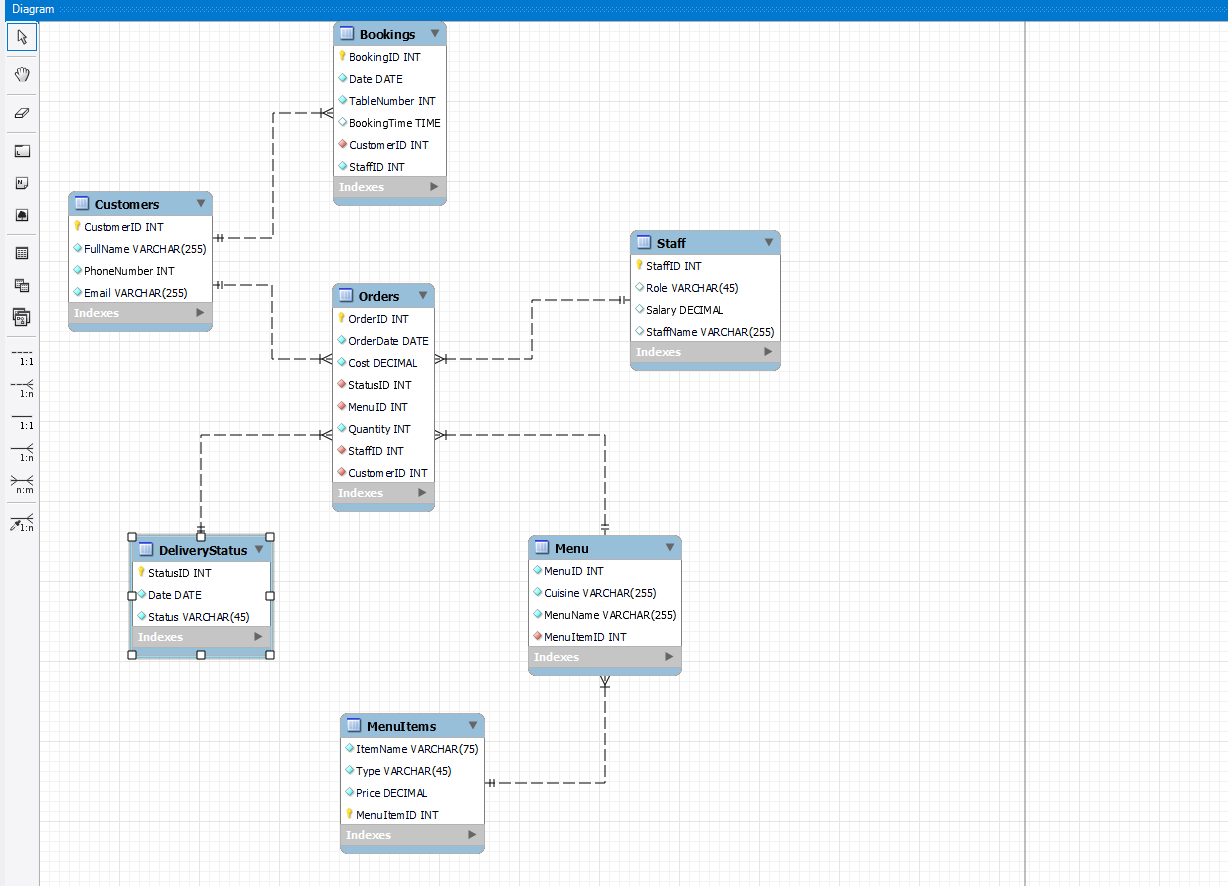 Diagram
Bookings
BookingID INT
Date DATE
TableNumber INT
BookingTime TIME
CustomerID INT
StaffID INT
Indexes
Customers
CustomerID INT
FullName VARCHAR(255)
PhoneNumber INT
Email VARCHAR(255)
Indexes
Staff
StaffID INT
Role VARCHAR(45)
Salary DECIMAL
StaffName VARCHAR(255)
Indexes
Orders
OrderID INT
OrderDate DATE
Cost DECIMAL
StatusID INT
MenuID INT
Quantity INT
StaffID INT
CustomerID INT
Indexes
1:1
1:n
1:1
1:n
n:m
1:n
DeliveryStatus
StatusID INT
Date DATE
Status VARCHAR(45)
Indexes
Menu
MenuID INT
Cuisine VARCHAR(255)
MenuName VARCHAR(255)
MenuItemID INT
Indexes
MenuItems
ItemName VARCHAR(75)
Type VARCHAR(45)
Price DECIMAL
MenuItemID INT
Indexes